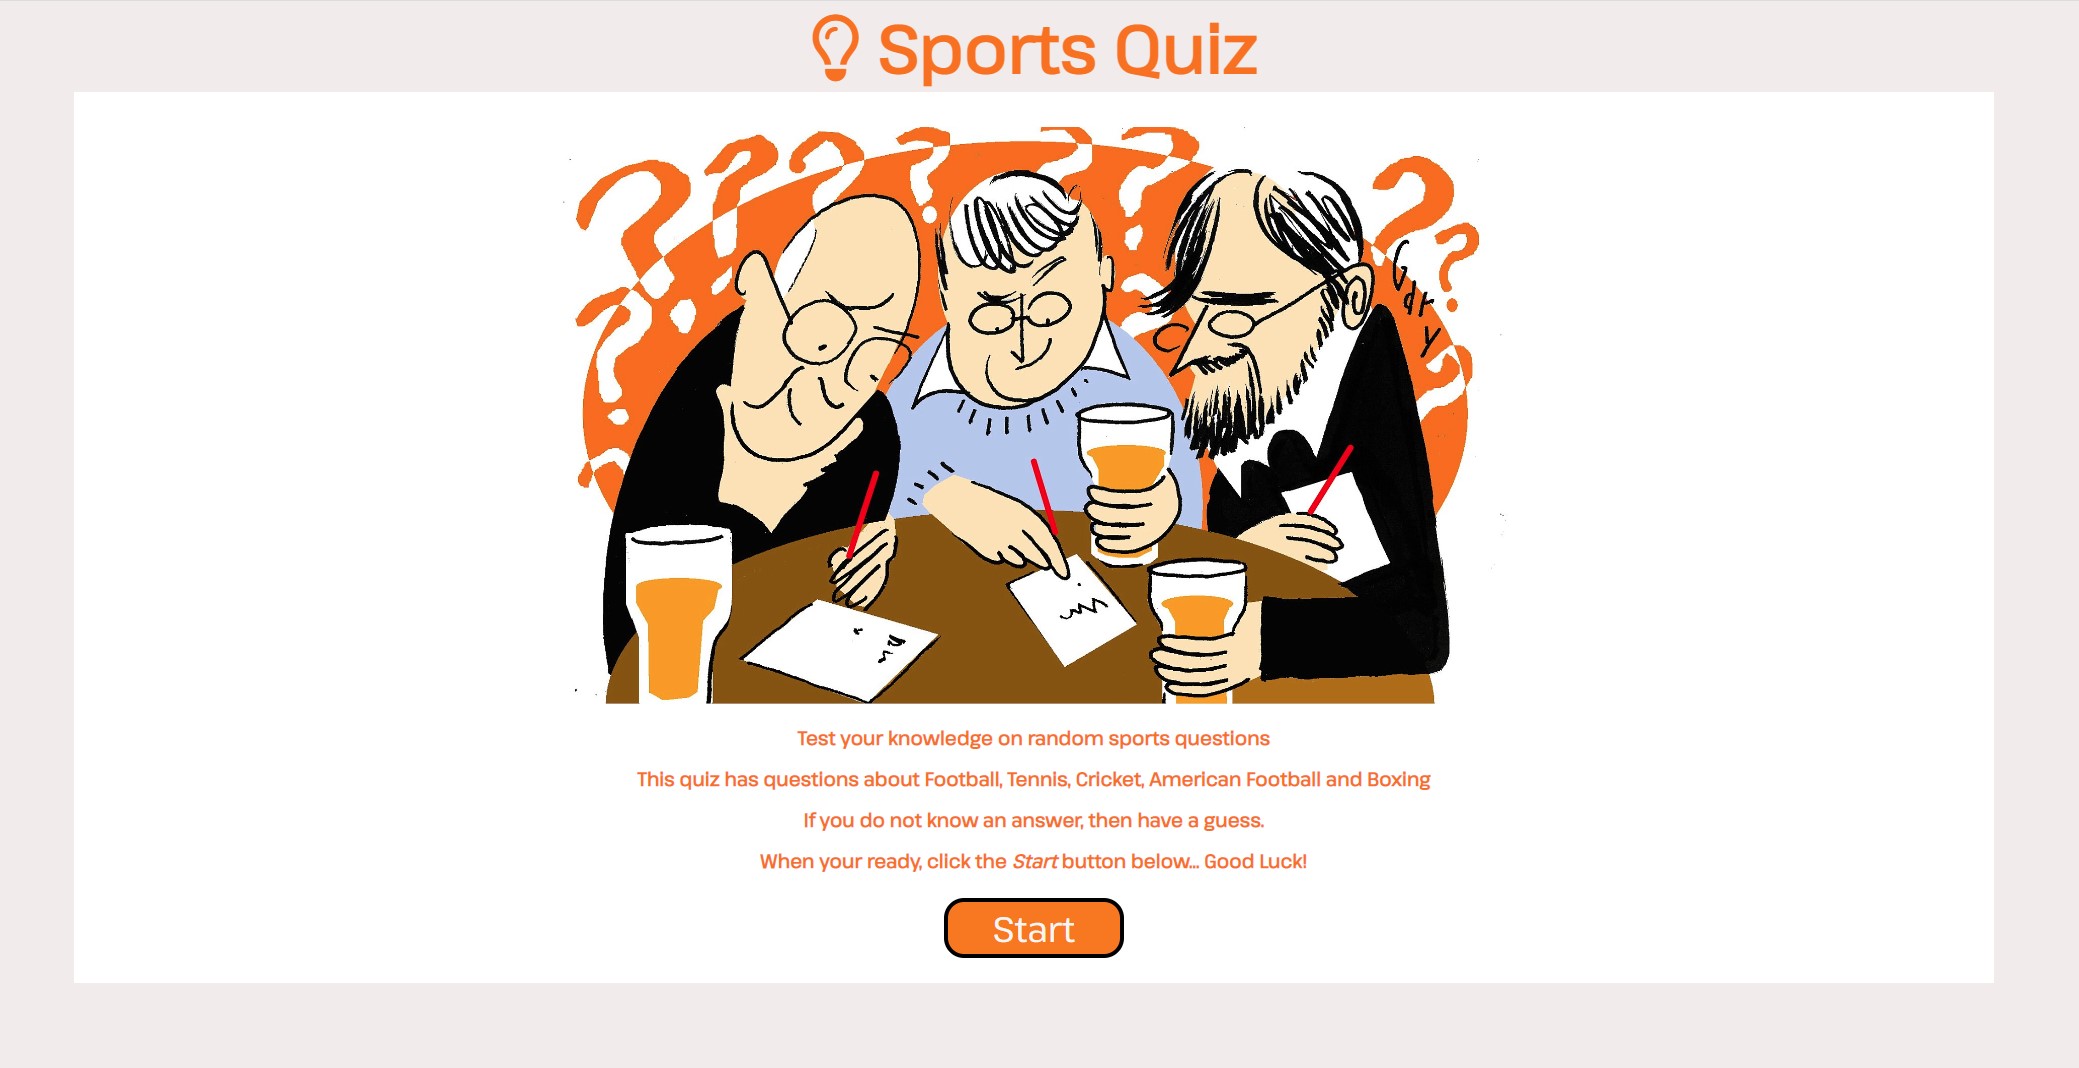 Sports Quiz
Gary
Test your knowledge on random sports questions
This quiz has questions about Football, Tennis, Cricket, American Football and Boxing
If you do not know an answer, then have a guess.
When your ready, click the Start button below... Good Luck!
Start